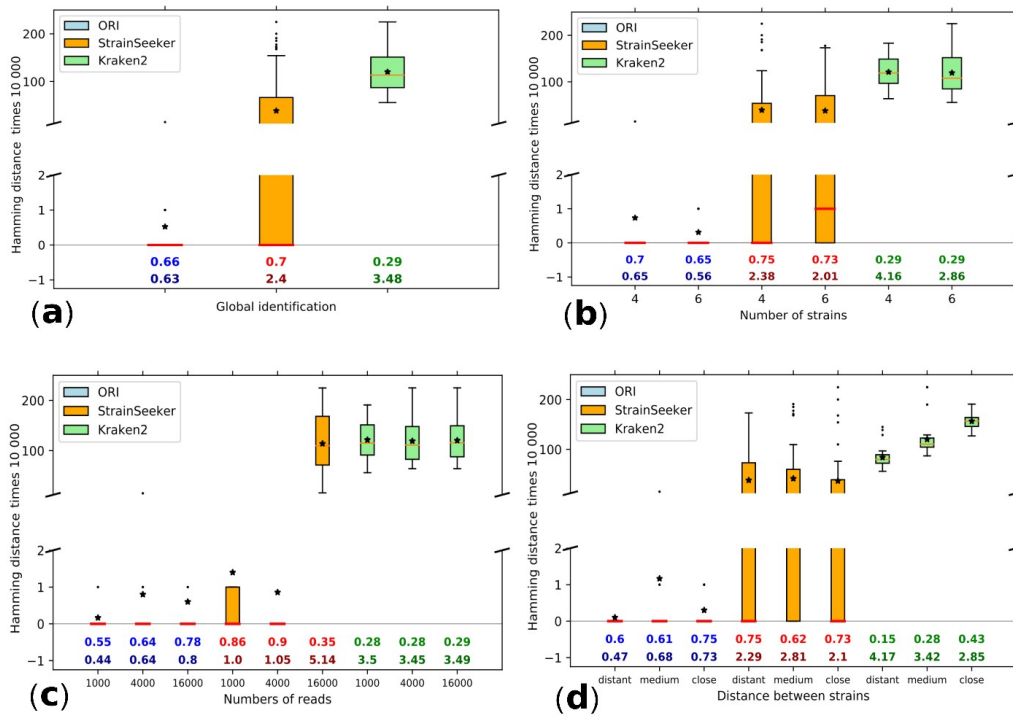 ORI
StrainSeeker
Kraken2
Hamming distance times 10 000
200
100
2
1
0
−1
0.66 0.7 0.29
0.63 2.4 3.48
Global identification
(a)
ORI
StrainSeeker
Kraken2
Hamming distance times 10 000
200
100
2
1
0
−1
0.7 0.65 0.75 0.73 0.29 0.29
0.65 0.56 2.38 2.01 4.16 2.86
4 6 4 6 4 6
Number of strains
(b)
ORI
StrainSeeker
Kraken2
Hamming distance times 10 000
200
100
2
1
0
−1
0.55 0.64 0.78 0.86 0.9 0.35 0.28 0.28 0.29
0.44 0.64 0.8 1.0 1.05 5.14 3.5 3.45 3.49
1000 4000 16000 1000 4000 16000 1000 4000 16000
Numbers of reads
(c)
ORI
StrainSeeker
Kraken2
Hamming distance times 10 000
200
100
2
1
0
−1
0.6 0.61 0.75 0.75 0.62 0.73 0.15 0.28 0.43
0.47 0.68 0.73 2.29 2.81 2.1 4.17 3.42 2.85
distant medium close distant medium close distant medium close
Distance between strains
(d)